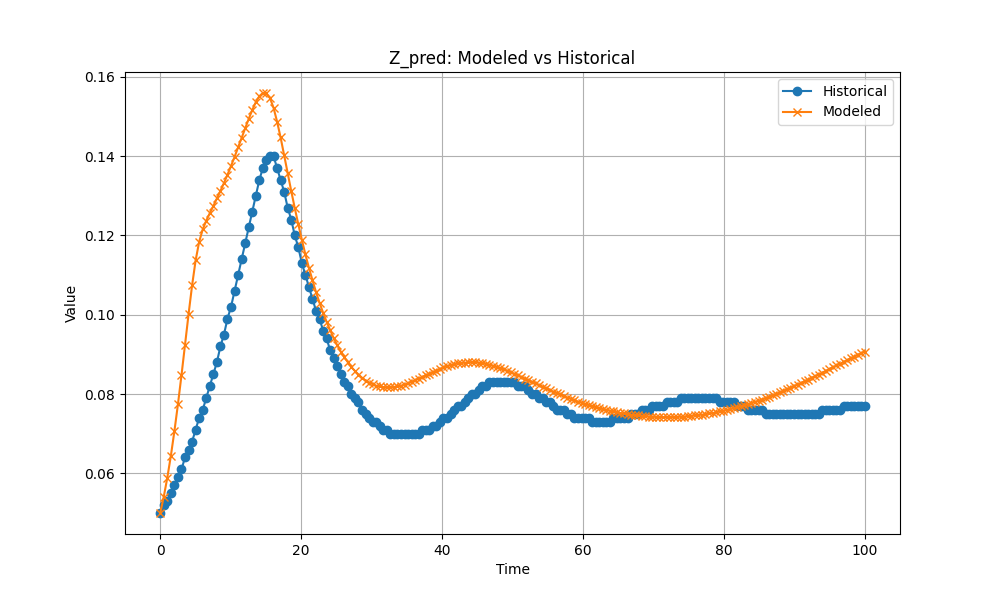 Z_pred: Modeled vs Historical
Historical
Modeled
Value
0.16
0.14
0.12
0.10
0.08
0.06
0 20 40 60 80 100
Time